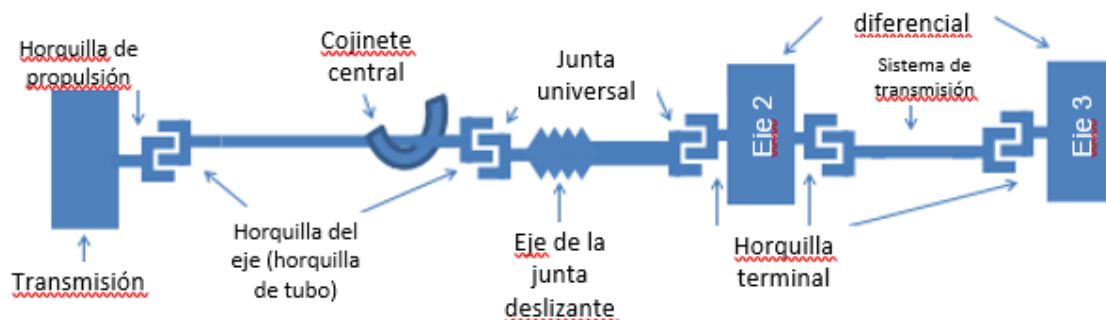 Horquilla de
propulsión
Cojinete
central
Junta
universal
diferencial
Sistema de
transmisión
Eje 2
Eje 3
Transmisión
Horquilla del
eje (horquilla
de tubo)
Eje de la
junta
deslizante
Horquilla
terminal